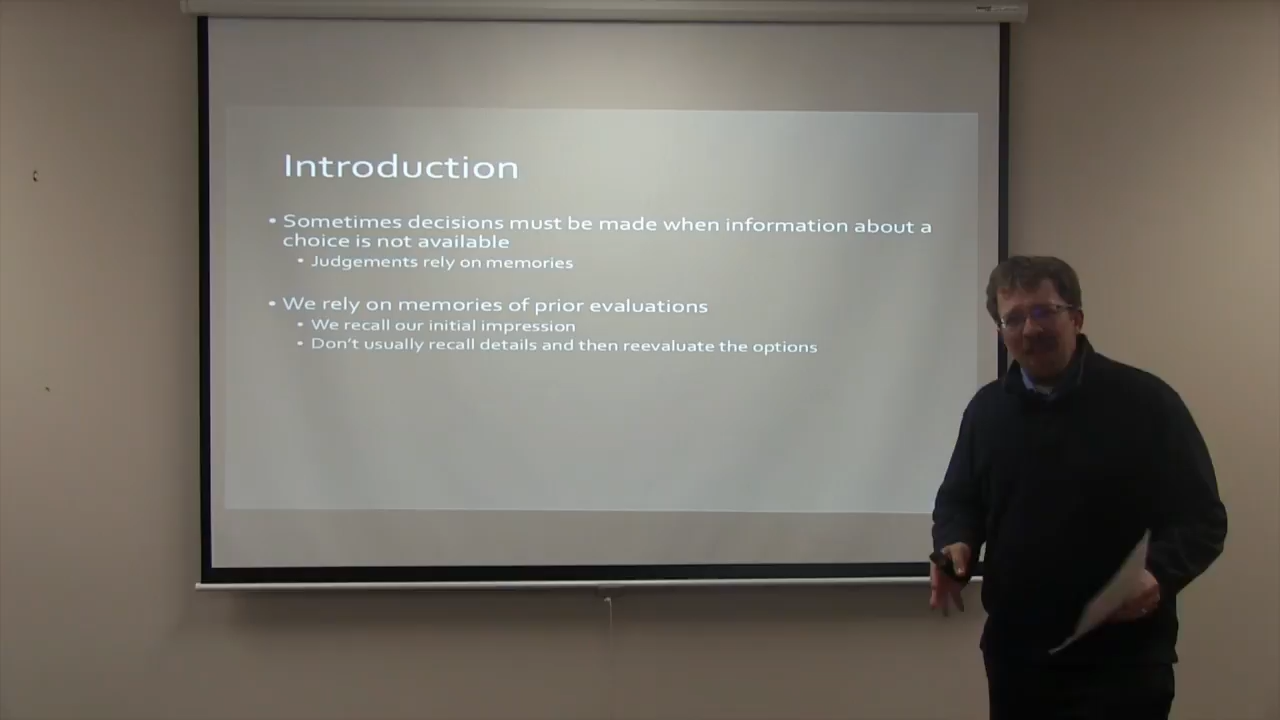 Introduction
• Sometimes decisions must be made when information about a
choice is not available
• Judgements rely on memories
• We rely on memories of prior evaluations
• We recall our initial impression
• Don't usually recall details and then reevaluate the options